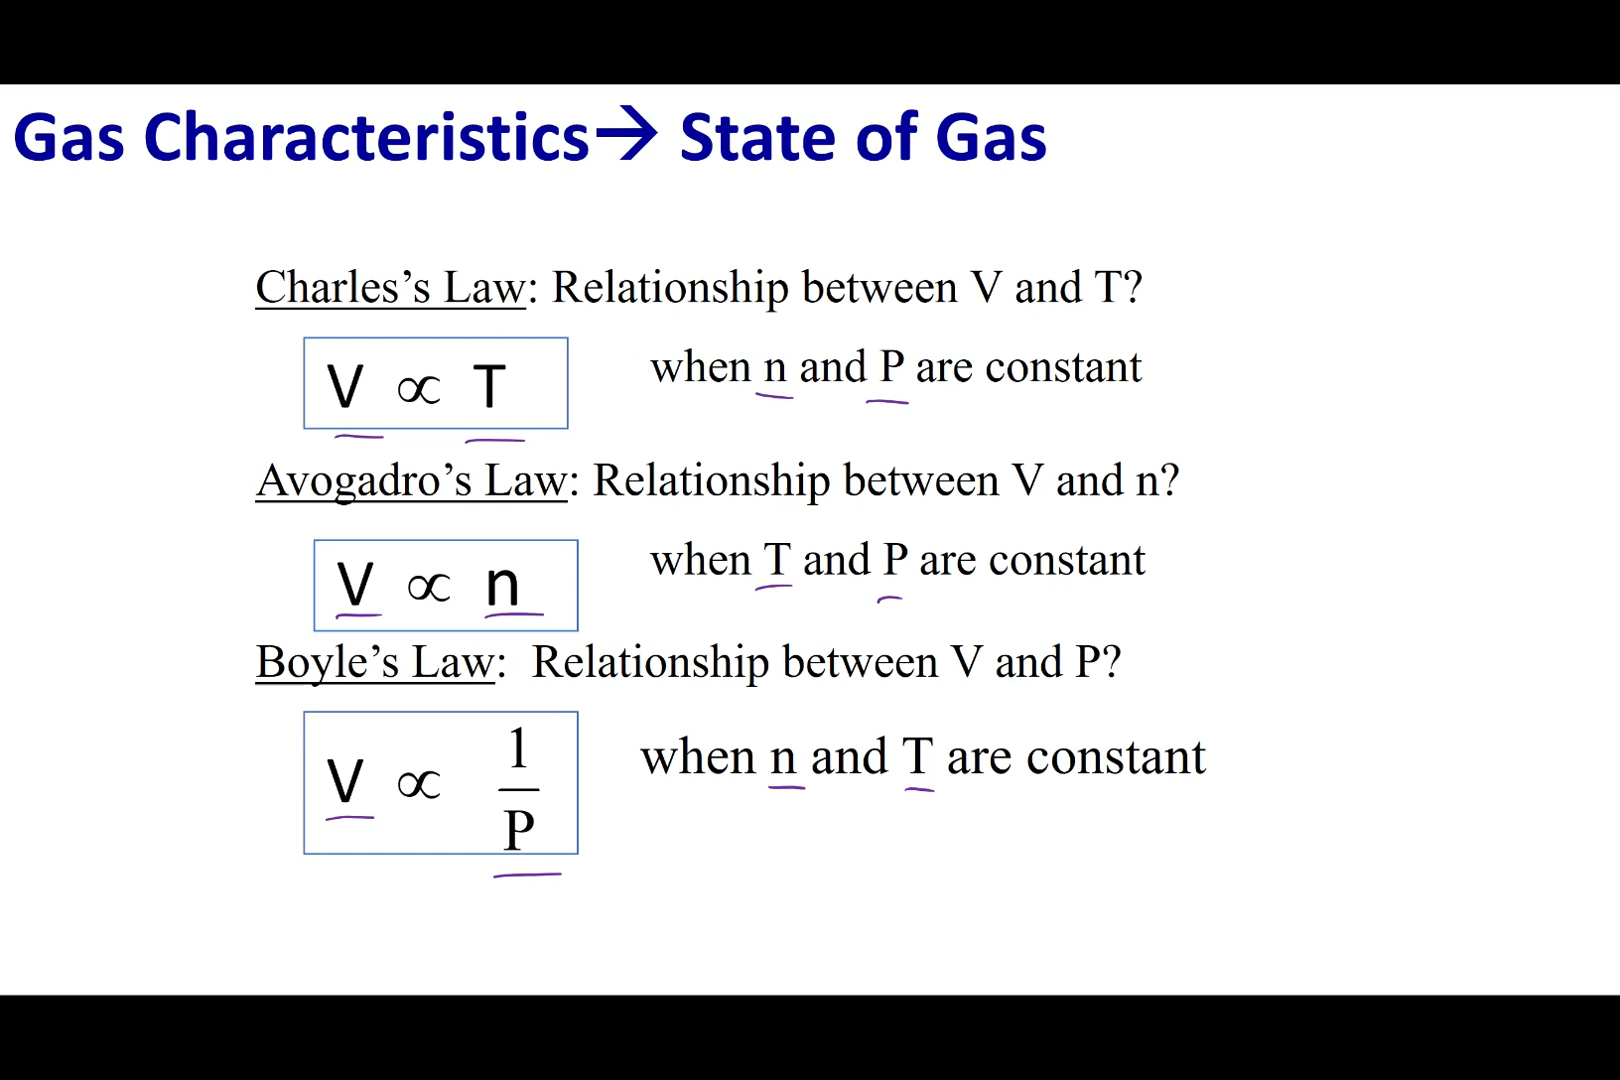 Gas Characteristics→ State of Gas
Charles’s Law: Relationship between V and T?
V ∝ T
when n and P are constant
Avogadro’s Law: Relationship between V and n?
V ∝ n
when T and P are constant
Boyle’s Law: Relationship between V and P?
V ∝ 1/P
when n and T are constant